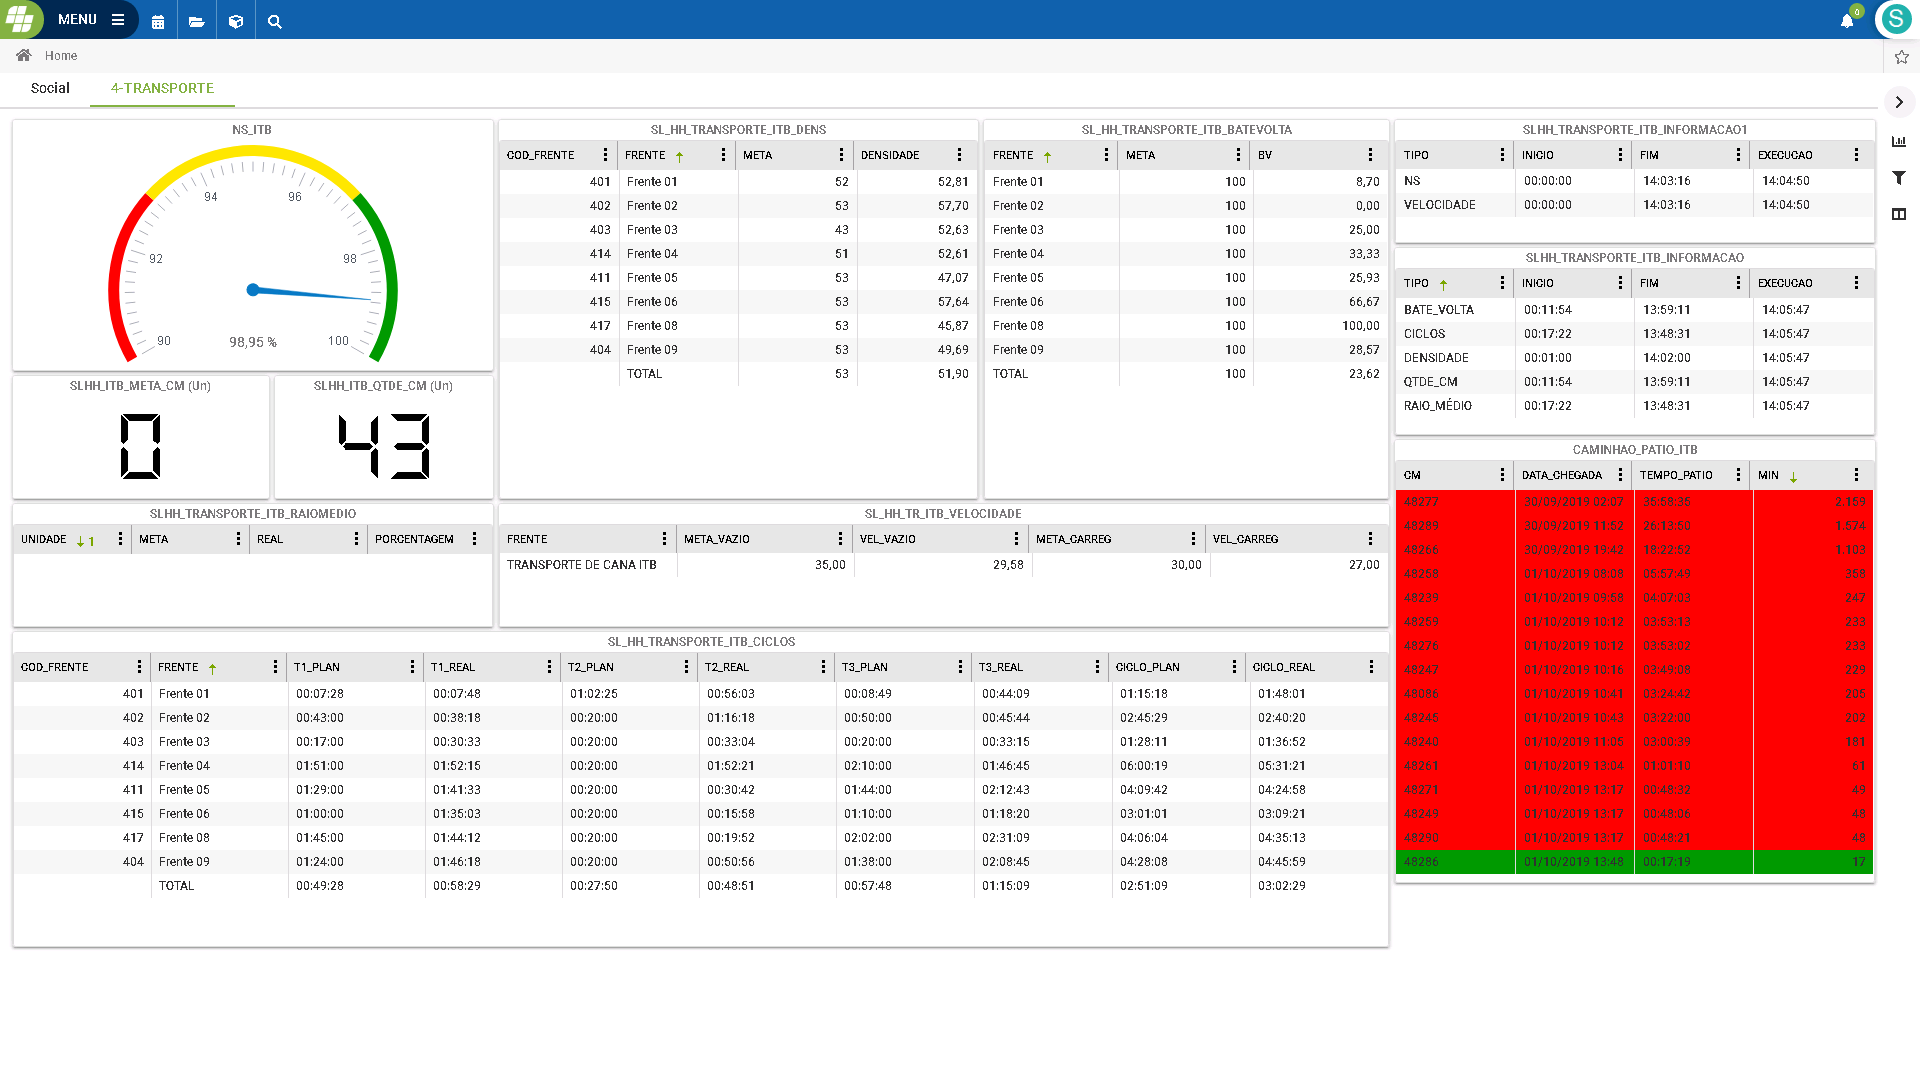 MENU
0
S
Home
Social 4-TRANSPORTE
NS_ITB
90 92 94 96 98 100
98,95 %
SLHH_ITB_META_CM (Un)
0
SLHH_ITB_QTDE_CM (Un)
43
SL_HH_TRANSPORTE_ITB_DENS
COD_FRENTE FRENTE META DENSIDADE
401 Frente 01 52 52,81
402 Frente 02 53 57,70
403 Frente 03 43 52,63
414 Frente 04 51 52,61
411 Frente 05 53 47,07
415 Frente 06 53 57,64
417 Frente 08 53 45,87
404 Frente 09 53 49,69
TOTAL 53 51,90
SL_HH_TRANSPORTE_ITB_BATEVOLTA
FRENTE META BV
Frente 01 100 8,70
Frente 02 100 0,00
Frente 03 100 25,00
Frente 04 100 33,33
Frente 05 100 25,93
Frente 06 100 66,67
Frente 08 100 100,00
Frente 09 100 28,57
TOTAL 100 23,62
SLHH_TRANSPORTE_ITB_INFORMACAO1
TIPO INICIO FIM EXECUCAO
NS 00:00:00 14:03:16 14:04:50
VELOCIDADE 00:00:00 14:03:16 14:04:50
SLHH_TRANSPORTE_ITB_INFORMACAO
TIPO INICIO FIM EXECUCAO
BATE_VOLTA 00:11:54 13:59:11 14:05:47
CICLOS 00:17:22 13:48:31 14:05:47
DENSIDADE 00:01:00 14:02:00 14:05:47
QTDE_CM 00:11:54 13:59:11 14:05:47
RAIO_MÉDIO 00:17:22 13:48:31 14:05:47
CAMINHAO_PATIO_ITB
CM DATA_CHEGADA TEMPO_PATIO MIN
48277 30/09/2019 02:07 35:58:35 2.159
48289 30/09/2019 11:52 26:13:50 1.574
48266 30/09/2019 19:42 18:22:52 1.103
48258 01/10/2019 08:08 05:57:49 358
48239 01/10/2019 09:58 04:07:03 247
48259 01/10/2019 10:12 03:53:13 233
48276 01/10/2019 10:12 03:53:02 233
48247 01/10/2019 10:16 03:49:08 229
48086 01/10/2019 10:41 03:24:42 205
48245 01/10/2019 10:43 03:22:00 202
48240 01/10/2019 11:05 03:00:39 181
48261 01/10/2019 13:04 01:01:10 61
48271 01/10/2019 13:17 00:48:32 49
48249 01/10/2019 13:17 00:48:06 48
48290 01/10/2019 13:17 00:48:21 48
48286 01/10/2019 13:48 00:17:19 17
SLHH_TRANSPORTE_ITB_RAIOMEDIO
UNIDADE 1 META REAL PORCENTAGEM
SL_HH_TR_ITB_VELOCIDADE
FRENTE META_VAZIO VEL_VAZIO META_CARREG VEL_CARREG
TRANSPORTE DE CANA ITB 35,00 29,58 30,00 27,00
SL_HH_TRANSPORTE_ITB_CICLOS
COD_FRENTE FRENTE T1_PLAN T1_REAL T2_PLAN T2_REAL T3_PLAN T3_REAL CICLO_PLAN CICLO_REAL
401 Frente 01 00:07:28 00:07:48 01:02:25 00:56:03 00:08:49 00:44:09 01:15:18 01:48:01
402 Frente 02 00:43:00 00:38:18 00:20:00 01:16:18 00:50:00 00:45:44 02:45:29 02:40:20
403 Frente 03 00:17:00 00:30:33 00:20:00 00:33:04 00:20:00 00:33:15 01:28:11 01:36:52
414 Frente 04 01:51:00 01:52:15 00:20:00 01:52:21 02:10:00 01:46:45 06:00:19 05:31:21
411 Frente 05 01:29:00 01:41:33 00:20:00 00:30:42 01:44:00 02:12:43 04:09:42 04:24:58
415 Frente 06 01:00:00 01:35:03 00:20:00 00:15:58 01:10:00 01:18:20 03:01:01 03:09:21
417 Frente 08 01:45:00 01:44:12 00:20:00 00:19:52 02:02:00 02:31:09 04:06:04 04:35:13
404 Frente 09 01:24:00 01:46:18 00:20:00 00:50:56 01:38:00 02:08:45 04:28:08 04:45:59
TOTAL 00:49:28 00:58:29 00:27:50 00:48:51 00:57:48 01:15:09 02:51:09 03:02:29